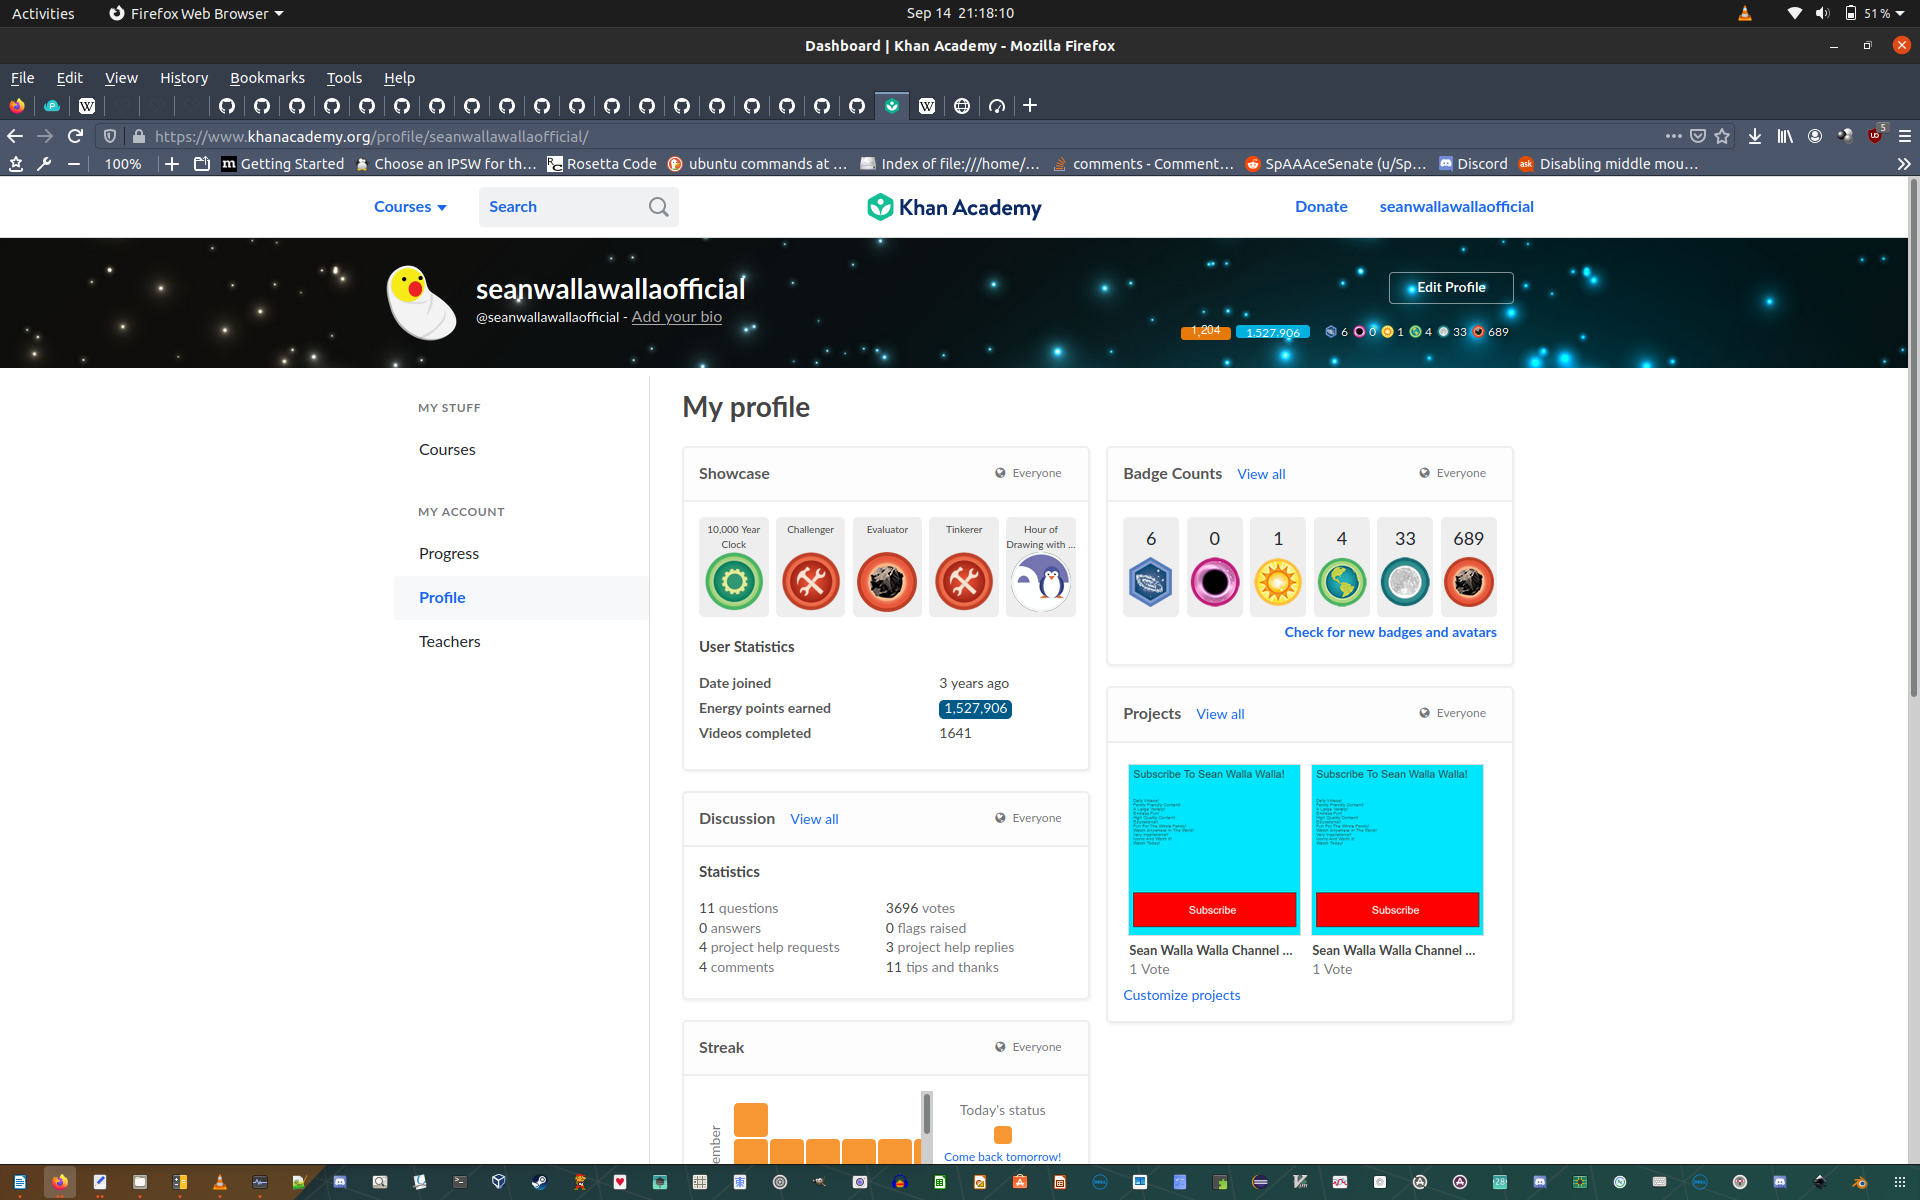 Activities
Firefox Web Browser
Sep 14 21:18:10
51 %
Dashboard | Khan Academy - Mozilla Firefox
File Edit View History Bookmarks Tools Help
https://www.khanacademy.org/profile/seanwallawallaofficial/
5
100%
Getting Started
Choose an IPSW for th…
Rosetta Code
ubuntu commands at …
Index of file:///home/…
comments - Comment…
SpAAAceSenate (u/Sp…
Discord
Disabling middle mou…
Courses
Search
Khan Academy
Donate
seanwallawallaofficial
seanwallawallaofficial
@seanwallawallaofficial - Add your bio
Edit Profile
1,204 1,527,906 6 0 1 4 33 689
MY STUFF
Courses
MY ACCOUNT
Progress
Profile
Teachers
My profile
Showcase
Everyone
10,000 Year
Clock
Challenger
Evaluator
Tinkerer
Hour of
Drawing with ...
User Statistics
Date joined 3 years ago
Energy points earned 1,527,906
Videos completed 1641
Badge Counts View all
Everyone
6 0 1 4 33 689
Check for new badges and avatars
Projects View all
Everyone
Subscribe To Sean Walla Walla!
Subscribe
Sean Walla Walla Channel ...
1 Vote
Subscribe To Sean Walla Walla!
Subscribe
Sean Walla Walla Channel ...
1 Vote
Customize projects
Discussion View all
Everyone
Statistics
11 questions 3696 votes
0 answers 0 flags raised
4 project help requests 3 project help replies
4 comments 11 tips and thanks
Streak
Everyone
Today's status
Come back tomorrow!